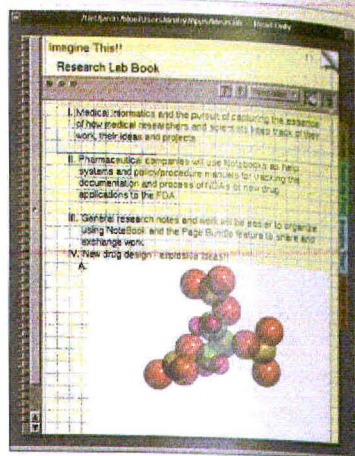 Read Only
Imagine This!!
Research Lab Book
I. Medical informatics and the pursuit of capturing the essence
of how medical researchers and scientists keep track of their
work, their ideas and projects.
II. Pharmaceutical companies will use Notebooks as help
systems and policy/procedure manuals for tracking the
documentation and process of NDAs or new drug
applications to the FDA.
III. General research notes and work will be easier to organize
using NoteBook and the Page Bundle feature to share and
exchange work.
IV. New drug design - explosive ideas!!
A.